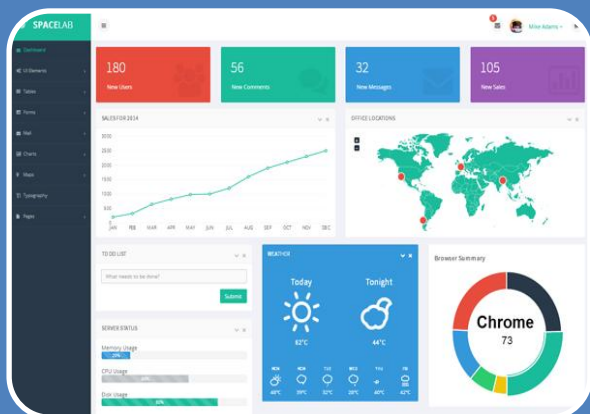 SPACELAB
Mike Adams
Dashboard
UI Elements
Tables
Forms
Mail
Charts
Maps
Typography
Pages
180
New Users
56
New Comments
32
New Messages
105
New Sales
SALES FOR 2014
JAN FEB MAR APR MAY JUN JUL AUG SEP OCT NOV DEC
OFFICE LOCATIONS
TO DO LIST
What needs to be done?
Submit
SERVER STATUS
Memory Usage
CPU Usage
Disk Usage
WEATHER
Today
Tonight
82°C
44°C
Browser Summary
Chrome
73